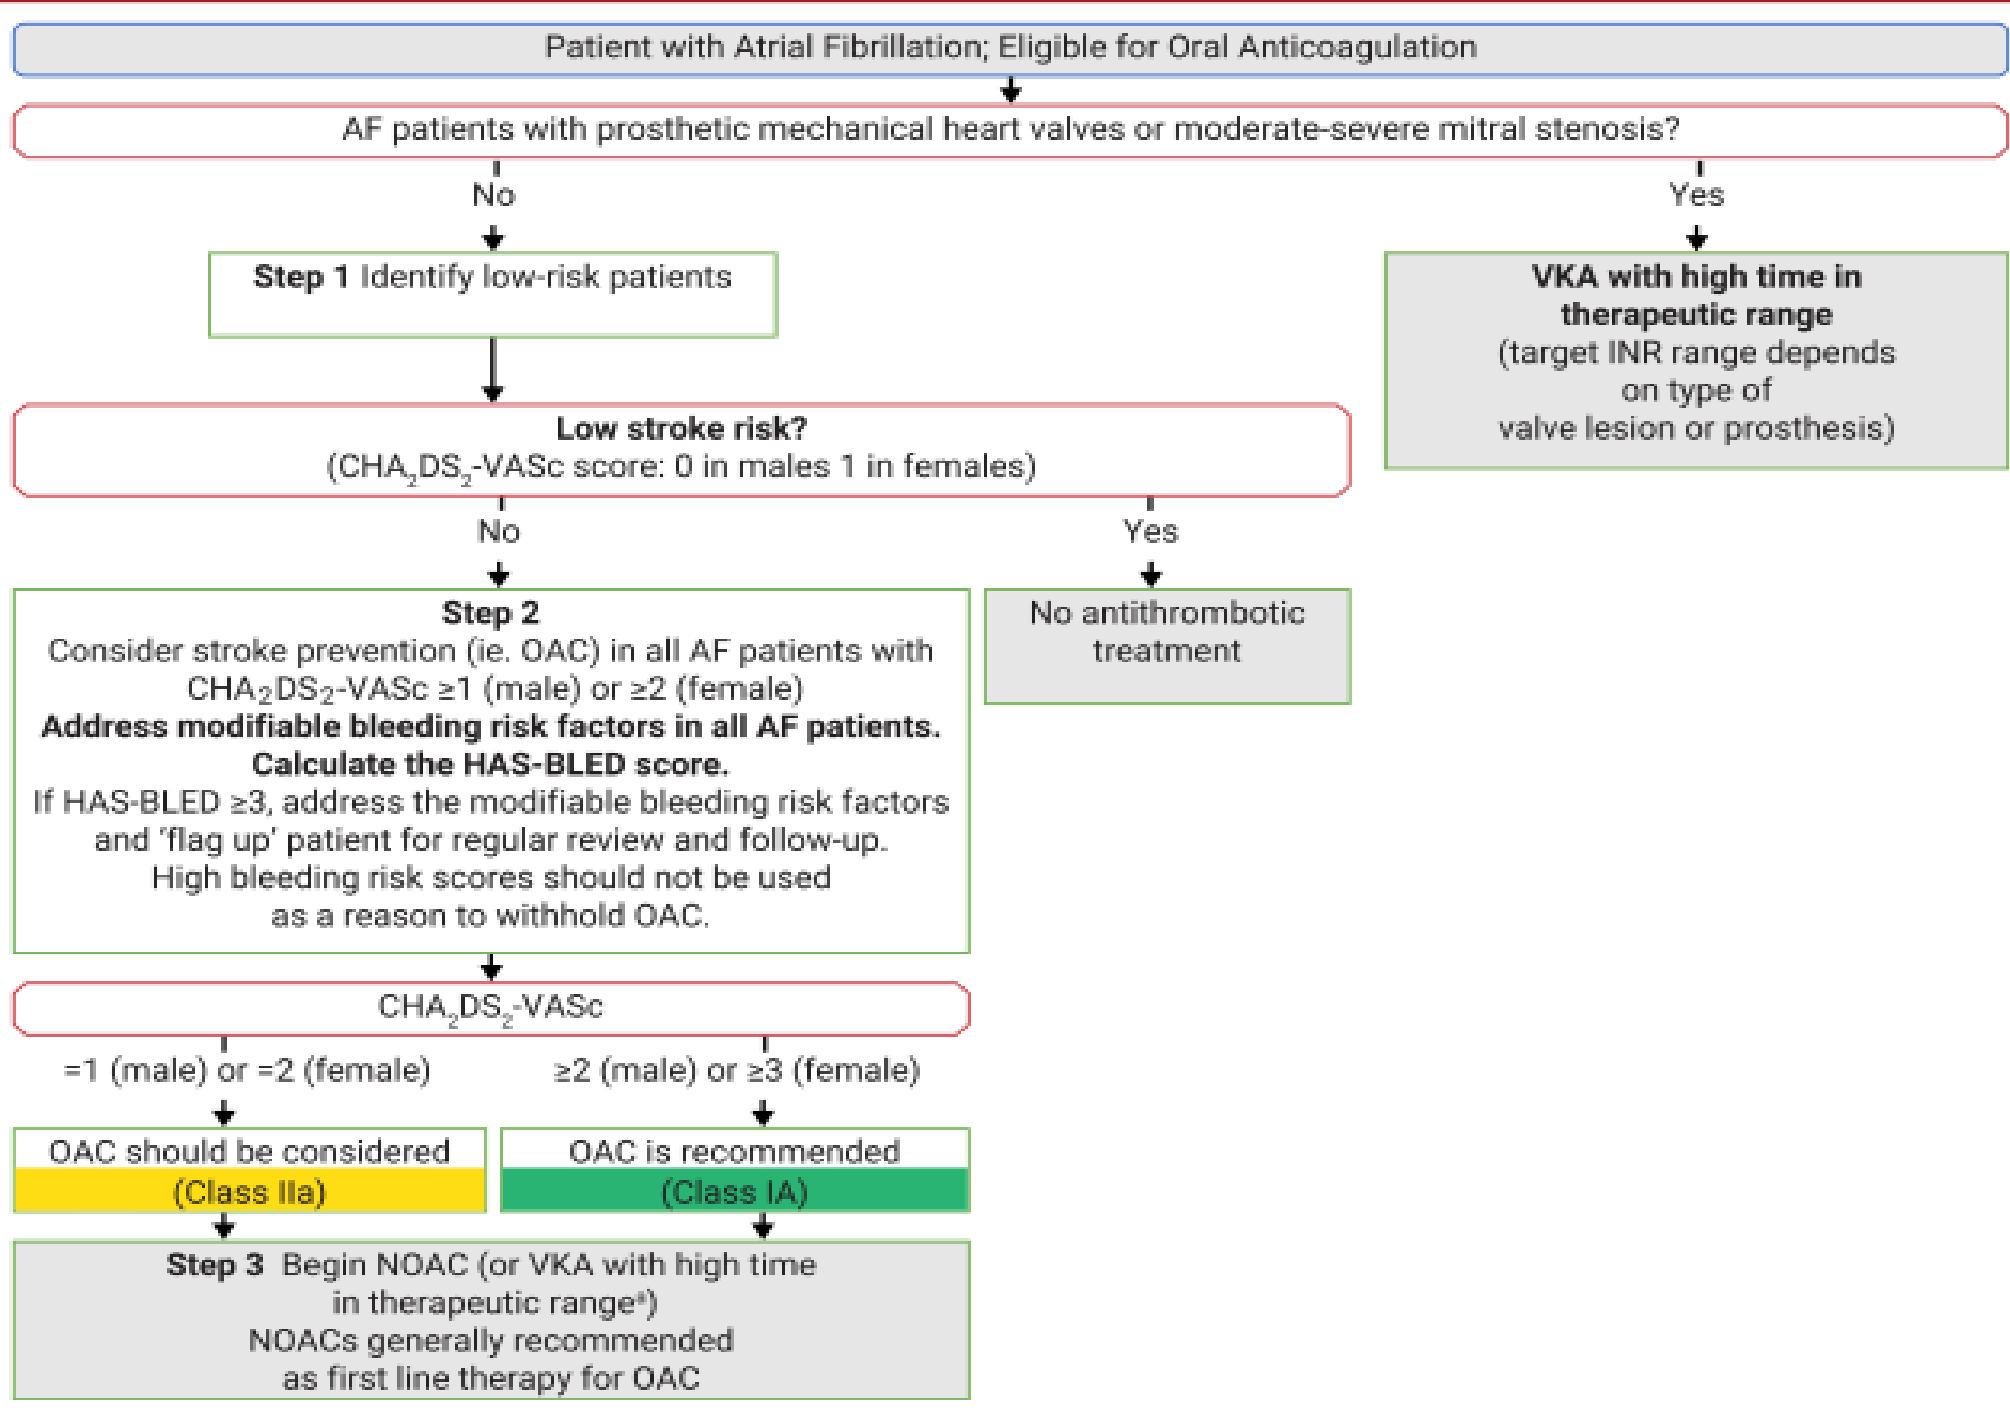 Patient with Atrial Fibrillation; Eligible for Oral Anticoagulation
AF patients with prosthetic mechanical heart valves or moderate-severe mitral stenosis?
No
Yes
Step 1 Identify low-risk patients
VKA with high time in
therapeutic range
(target INR range depends
on type of
valve lesion or prosthesis)
Low stroke risk?
(CHA₂DS₂-VASc score: 0 in males 1 in females)
No
Yes
Step 2
Consider stroke prevention (ie. OAC) in all AF patients with
CHA₂DS₂-VASc ≥1 (male) or ≥2 (female)
Address modifiable bleeding risk factors in all AF patients.
Calculate the HAS-BLED score.
If HAS-BLED ≥3, address the modifiable bleeding risk factors
and ‘flag up’ patient for regular review and follow-up.
High bleeding risk scores should not be used
as a reason to withhold OAC.
No antithrombotic
treatment
CHA₂DS₂-VASc
=1 (male) or =2 (female)
≥2 (male) or ≥3 (female)
OAC should be considered
(Class IIa)
OAC is recommended
(Class IA)
Step 3 Begin NOAC (or VKA with high time
in therapeutic rangeª)
NOACs generally recommended
as first line therapy for OAC